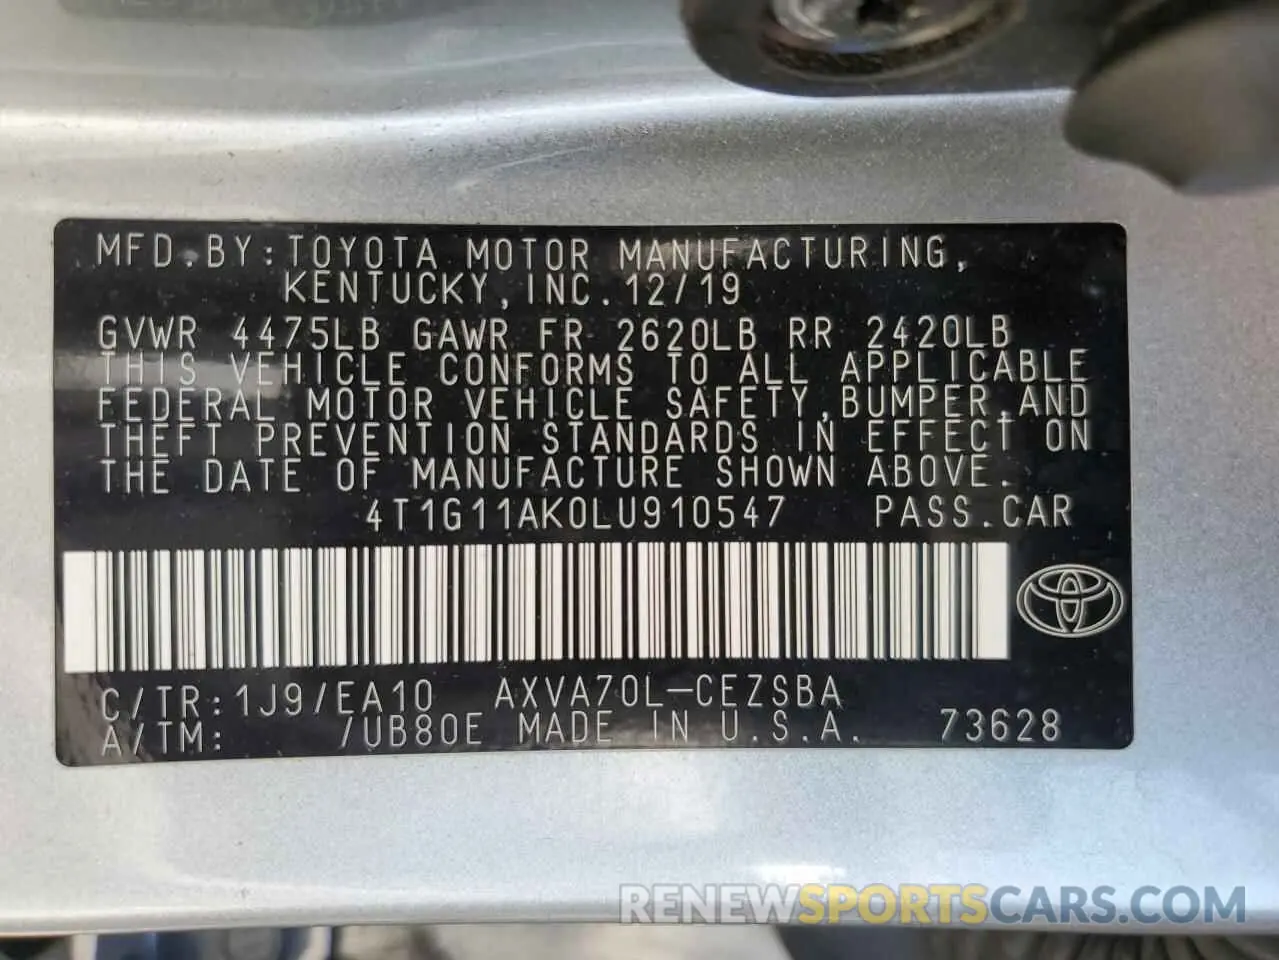 MFD.BY:TOYOTA MOTOR MANUFACTURING,
KENTUCKY,INC.12/19
GVWR 4475LB GAWR FR 2620LB RR 2420LB
THIS VEHICLE CONFORMS TO ALL APPLICABLE
FEDERAL MOTOR VEHICLE SAFETY,BUMPER,AND
THEFT PREVENTION STANDARDS IN EFFECT ON
THE DATE OF MANUFACTURE SHOWN ABOVE.
4T1G11AK0LU910547 PASS.CAR
C/TR:1J9/EA10 AXVA70L-CEZSBA
A/TM: /UB80E MADE IN U.S.A. 73628
RENEWSPORTSCARS.COM